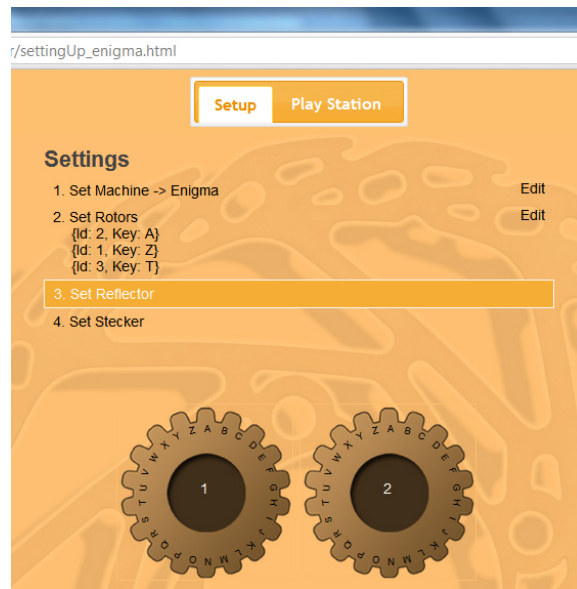 r/settingUp_enigma.html
Setup Play Station
Settings
1. Set Machine -> Enigma Edit
2. Set Rotors Edit
{Id: 2, Key: A}
{Id: 1, Key: Z}
{Id: 3, Key: T}
3. Set Reflector
4. Set Stecker
A B C D E F G H I J K L M N O P Q R S T U V W X Y Z
1
A B C D E F G H I J K L M N O P Q R S T U V W X Y Z
2